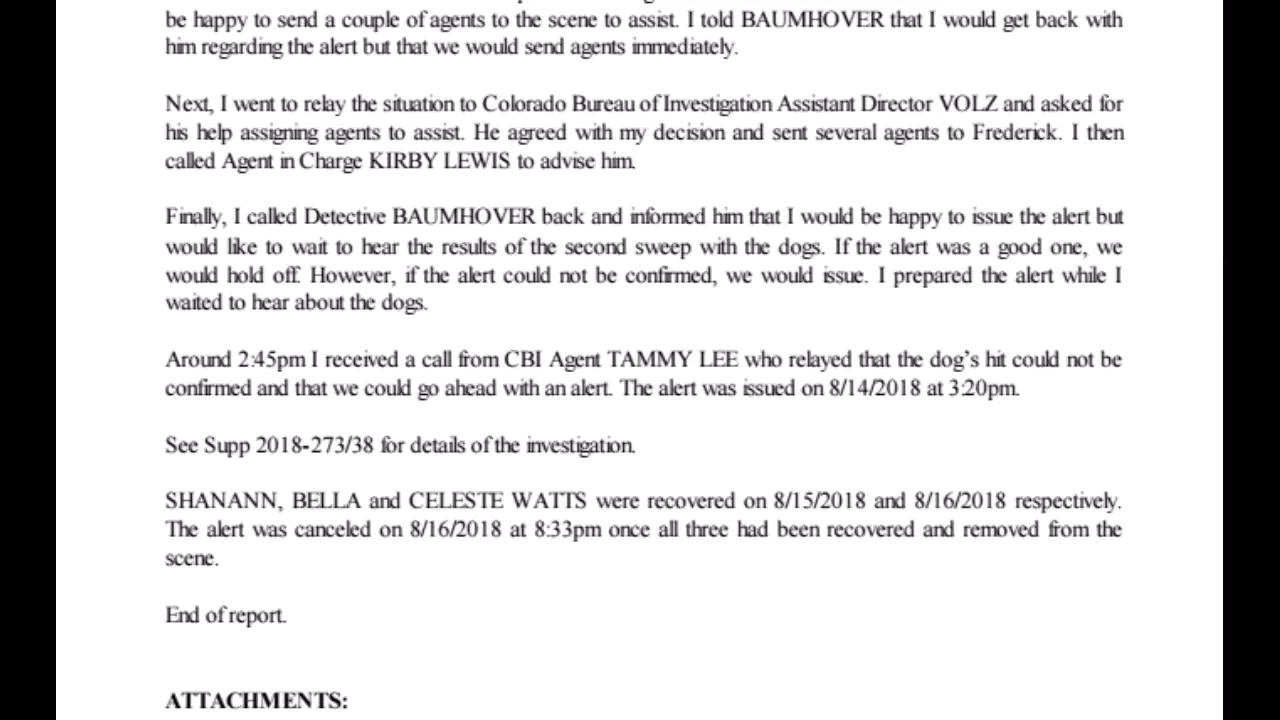 be happy to send a couple of agents to the scene to assist. I told BAUMHOVER that I would get back with
him regarding the alert but that we would send agents immediately.
Next, I went to relay the situation to Colorado Bureau of Investigation Assistant Director VOLZ and asked for
his help assigning agents to assist. He agreed with my decision and sent several agents to Frederick. I then
called Agent in Charge KIRBY LEWIS to advise him.
Finally, I called Detective BAUMHOVER back and informed him that I would be happy to issue the alert but
would like to wait to hear the results of the second sweep with the dogs. If the alert was a good one, we
would hold off. However, if the alert could not be confirmed, we would issue. I prepared the alert while I
waited to hear about the dogs.
Around 2:45pm I received a call from CBI Agent TAMMY LEE who relayed that the dog’s hit could not be
confirmed and that we could go ahead with an alert. The alert was issued on 8/14/2018 at 3:20pm.
See Supp 2018-273/38 for details of the investigation.
SHANANN, BELLA and CELESTE WATTS were recovered on 8/15/2018 and 8/16/2018 respectively.
The alert was canceled on 8/16/2018 at 8:33pm once all three had been recovered and removed from the
scene.
End of report.
ATTACHMENTS: